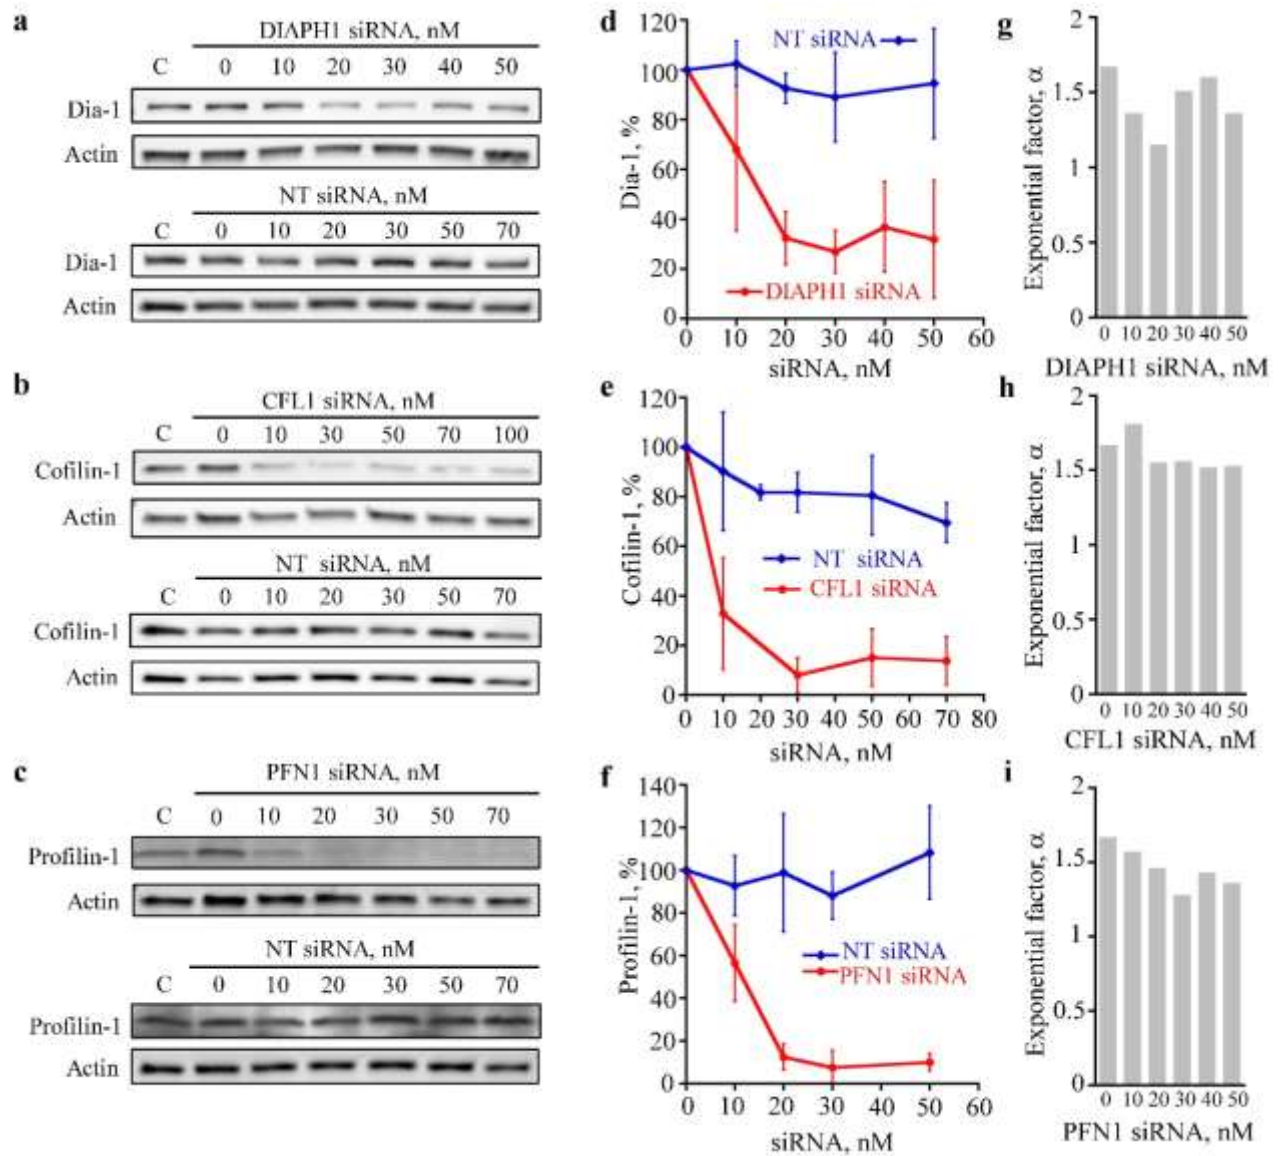 a
DIAPH1 siRNA, nM
C 0 10 20 30 40 50
Dia-1
Actin
NT siRNA, nM
C 0 10 20 30 50 70
Dia-1
Actin
b
CFL1 siRNA, nM
C 0 10 30 50 70 100
Cofilin-1
Actin
NT siRNA, nM
C 0 10 20 30 50 70
Cofilin-1
Actin
c
PFN1 siRNA, nM
C 0 10 20 30 50 70
Profilin-1
Actin
NT siRNA, nM
C 0 10 20 30 50 70
Profilin-1
Actin
d
Dia-1, %
120
100
80
60
40
20
0
NT siRNA
DIAPH1 siRNA
0 10 20 30 40 50 60
siRNA, nM
e
Cofilin-1, %
120
100
80
60
40
20
0
NT siRNA
CFL1 siRNA
0 10 20 30 40 50 60 70 80
siRNA, nM
f
Profilin-1, %
140
120
100
80
60
40
20
0
NT siRNA
PFN1 siRNA
0 10 20 30 40 50 60
siRNA, nM
g
Exponential factor, α
2
1.5
1
0.5
0
0 10 20 30 40 50
DIAPH1 siRNA, nM
h
Exponential factor, α
2
1.5
1
0.5
0
0 10 20 30 40 50
CFL1 siRNA, nM
i
Exponential factor, α
2
1.5
1
0.5
0
0 10 20 30 40 50
PFN1 siRNA, nM